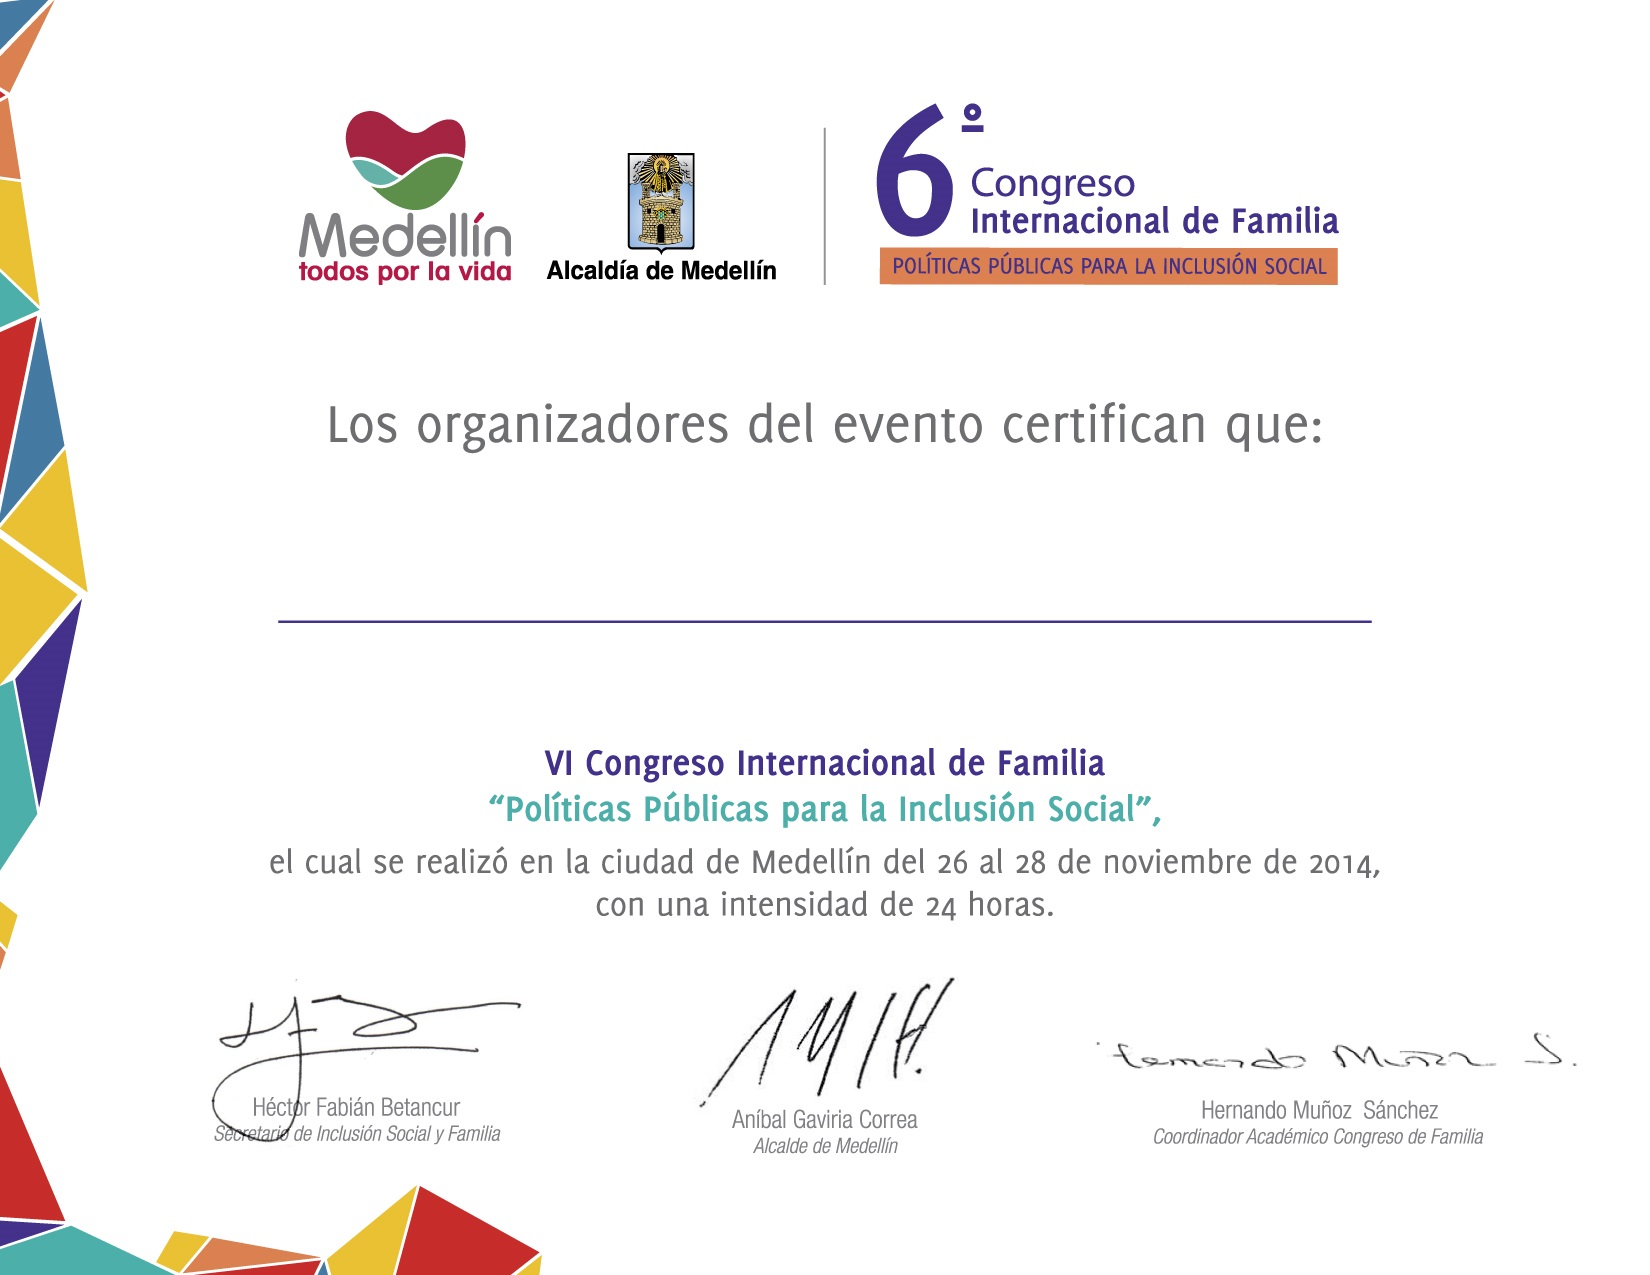 Medellín
todos por la vida
Alcaldía de Medellín
6º
Congreso
Internacional de Familia
POLÍTICAS PÚBLICAS PARA LA INCLUSIÓN SOCIAL
Los organizadores del evento certifican que:
VI Congreso Internacional de Familia
“Políticas Públicas para la Inclusión Social”,
el cual se realizó en la ciudad de Medellín del 26 al 28 de noviembre de 2014,
con una intensidad de 24 horas.
Hernando Muñoz S.
Héctor Fabián Betancur
Secretario de Inclusión Social y Familia
Aníbal Gaviria Correa
Alcalde de Medellín
Hernando Muñoz Sánchez
Coordinador Académico Congreso de Familia